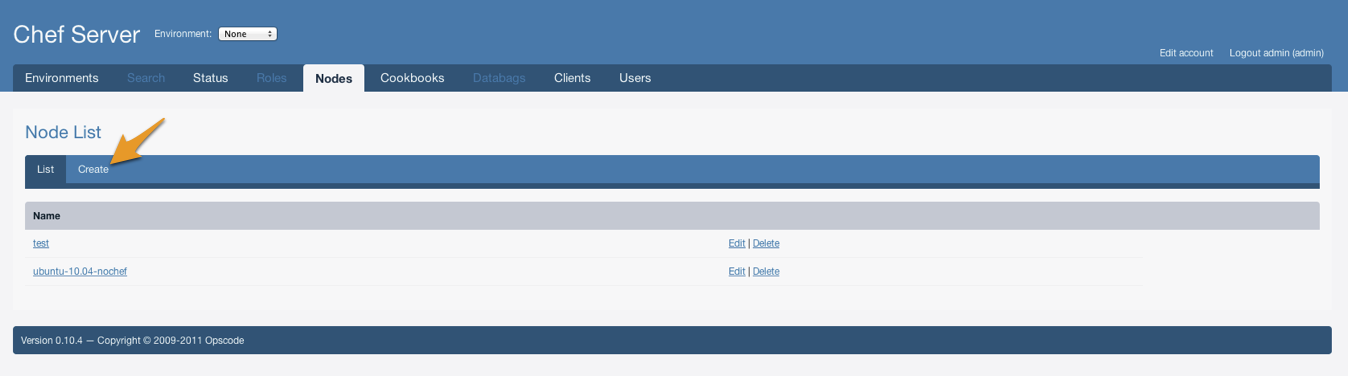 Chef Server Environment: None
Edit account Logout admin (admin)
Environments Search Status Roles Nodes Cookbooks Databags Clients Users
Node List
List Create
Name
test Edit | Delete
ubuntu-10.04-nochef Edit | Delete
Version 0.10.4 — Copyright © 2009-2011 Opscode